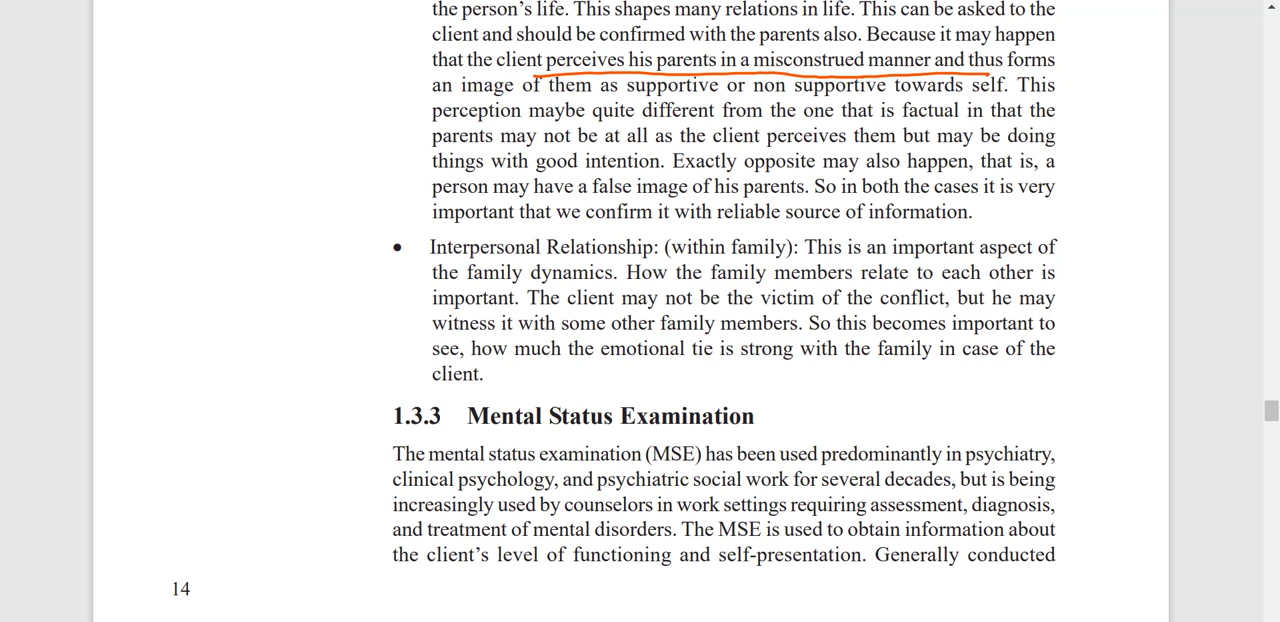 the person's life. This shapes many relations in life. This can be asked to the
client and should be confirmed with the parents also. Because it may happen
that the client perceives his parents in a misconstrued manner and thus forms
an image of them as supportive or non supportive towards self. This
perception maybe quite different from the one that is factual in that the
parents may not be at all as the client perceives them but may be doing
things with good intention. Exactly opposite may also happen, that is, a
person may have a false image of his parents. So in both the cases it is very
important that we confirm it with reliable source of information.
• Interpersonal Relationship: (within family): This is an important aspect of
the family dynamics. How the family members relate to each other is
important. The client may not be the victim of the conflict, but he may
witness it with some other family members. So this becomes important to
see, how much the emotional tie is strong with the family in case of the
client.
1.3.3 Mental Status Examination
The mental status examination (MSE) has been used predominantly in psychiatry,
clinical psychology, and psychiatric social work for several decades, but is being
increasingly used by counselors in work settings requiring assessment, diagnosis,
and treatment of mental disorders. The MSE is used to obtain information about
the client's level of functioning and self-presentation. Generally conducted
14